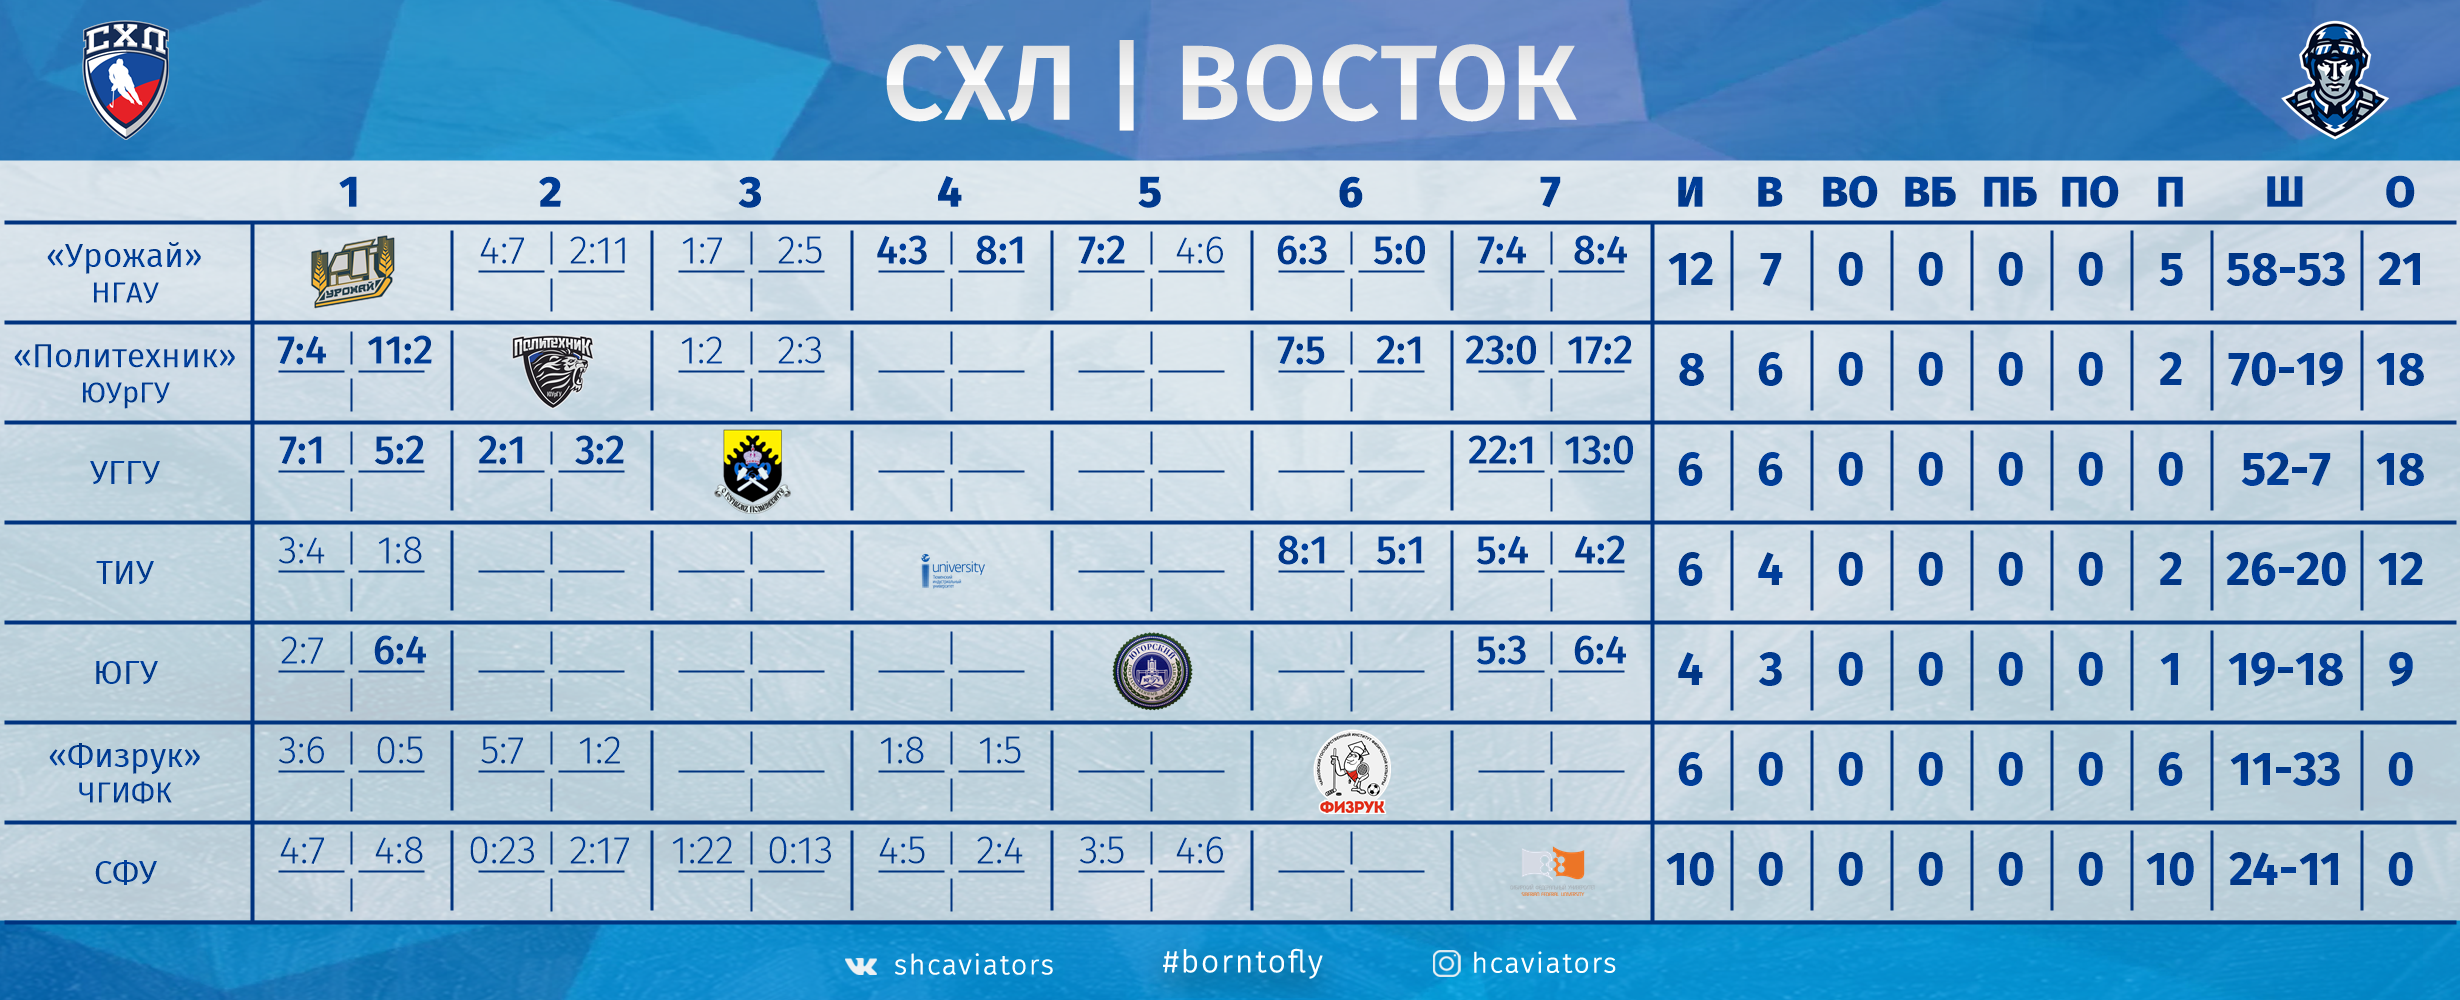 СХЛ
СХЛ | ВОСТОК
1 2 3 4 5 6 7 И В ВО ВБ ПБ ПО П Ш О
«Урожай» НГАУ УРОЖАЙ 4:7 2:11 1:7 2:5 4:3 8:1 7:2 4:6 6:3 5:0 7:4 8:4 12 7 0 0 0 0 5 58-53 21
«Политехник» ЮУрГУ 7:4 11:2 ПОЛИТЕХНИК ЮУрГУ 1:2 2:3 7:5 2:1 23:0 17:2 8 6 0 0 0 0 2 70-19 18
УГГУ 7:1 5:2 2:1 3:2 22:1 13:0 6 6 0 0 0 0 0 52-7 18
ТИУ 3:4 1:8 university Тюменский индустриальный университет 8:1 5:1 5:4 4:2 6 4 0 0 0 0 2 26-20 12
ЮГУ 2:7 6:4 ЮГОРСКИЙ 5:3 6:4 4 3 0 0 0 0 1 19-18 9
«Физрук» ЧГИФК 3:6 0:5 5:7 1:2 1:8 1:5 ФИЗРУК 6 0 0 0 0 0 6 11-33 0
СФУ 4:7 4:8 0:23 2:17 1:22 0:13 4:5 2:4 3:5 4:6 SIBERIAN FEDERAL UNIVERSITY 10 0 0 0 0 0 10 24-11 0
shcaviators #borntofly hcaviators